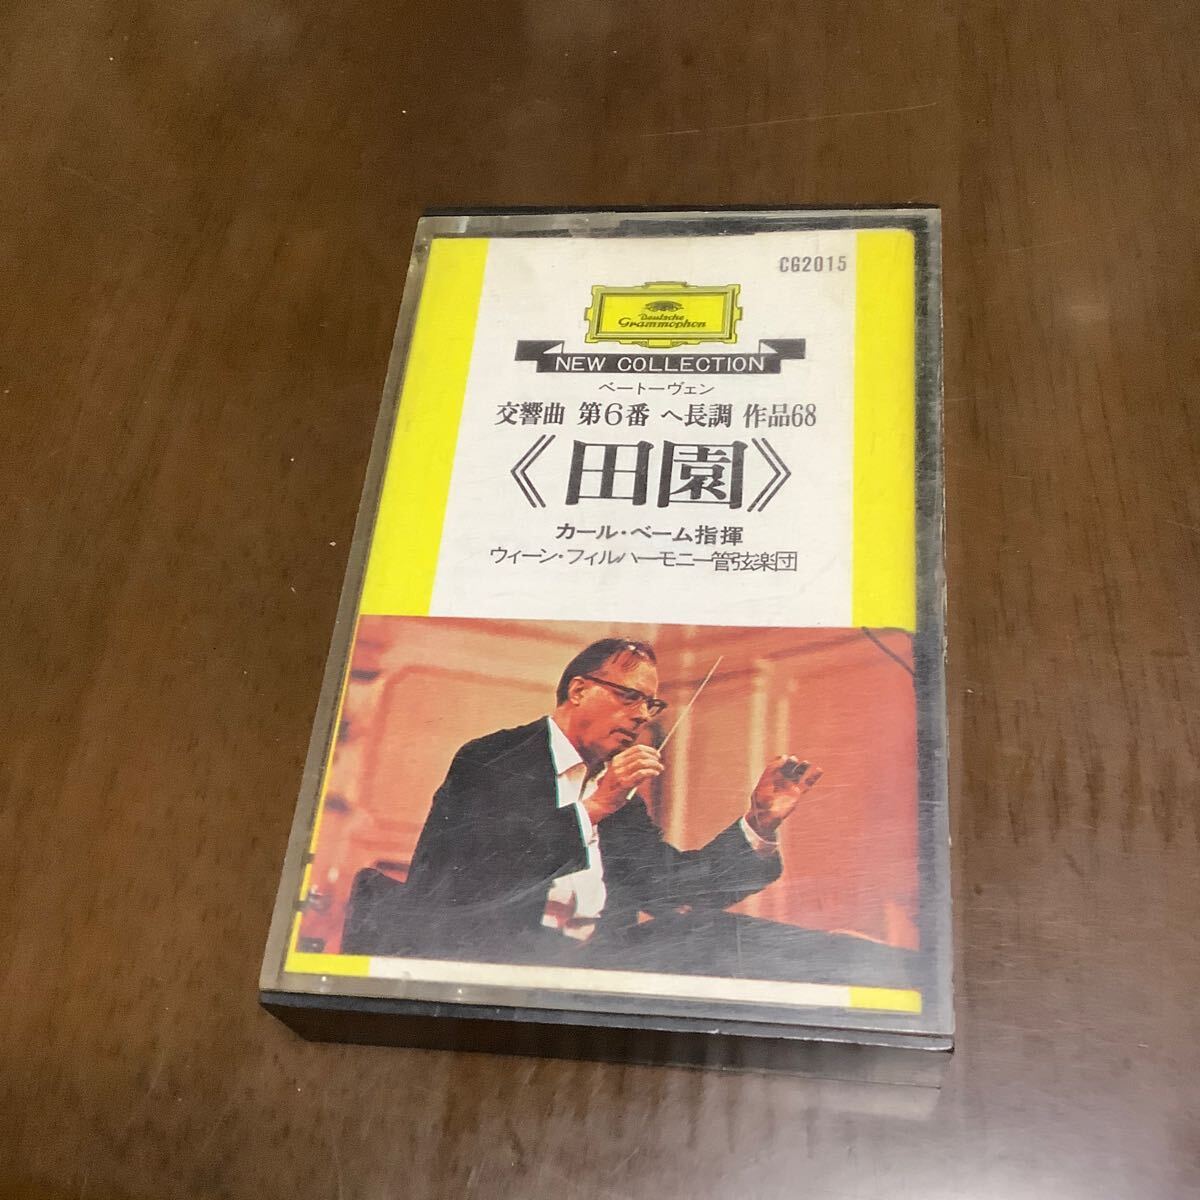 CG2015
Deutsche
Grammophon
NEW COLLECTION
ベートーヴェン
交響曲 第6番 ヘ長調 作品68
《田園》
カール・ベーム指揮
ウィーン・フィルハーモニー管弦楽団